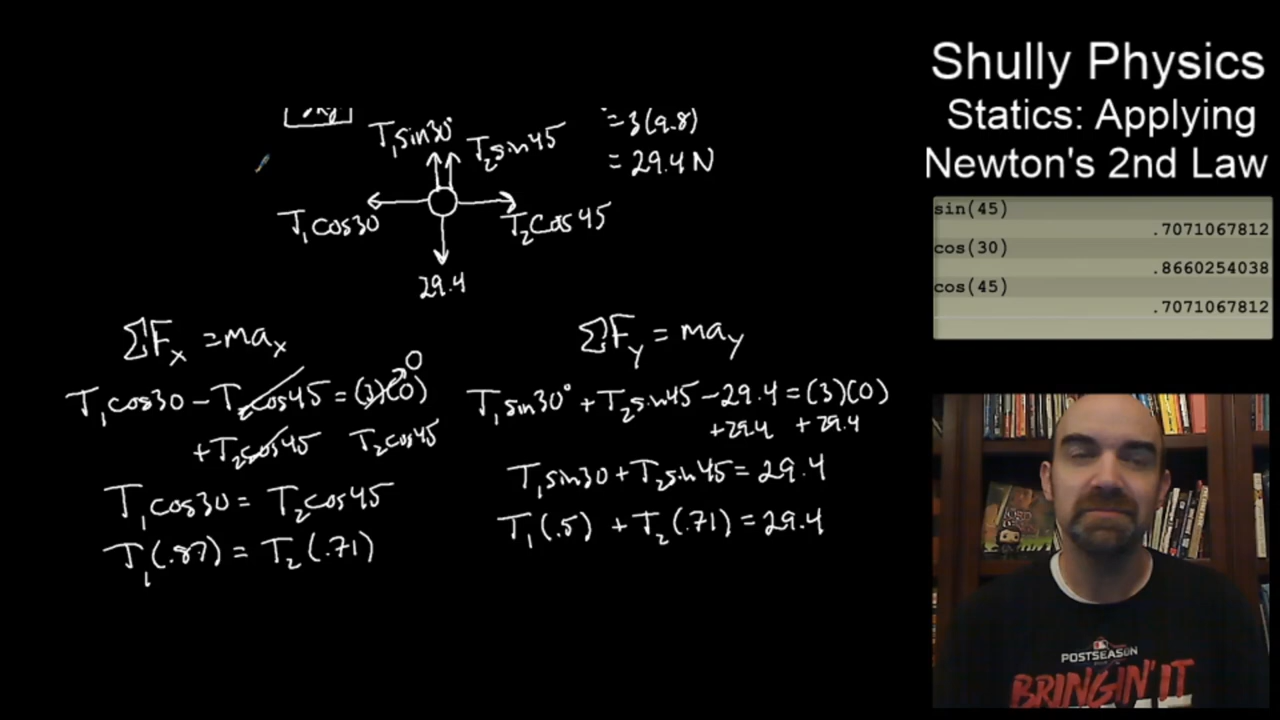 Shully Physics
Statics: Applying
Newton's 2nd Law
sin(45)
.7071067812
cos(30)
.8660254038
cos(45)
.7071067812
= 3(9.8)
= 29.4 N
T₁sin30°
T₂sin45
T₁cos30
T₂cos45
29.4
ΣFₓ = maₓ
T₁cos30 - T₂cos45 = (3)(0) 0
+T₂cos45 T₂cos45
T₁cos30 = T₂cos45
T₁(.87) = T₂(.71)
ΣFᵧ = maᵧ
T₁sin30° + T₂sin45 - 29.4 = (3)(0)
+29.4 +29.4
T₁sin30 + T₂sin45 = 29.4
T₁(.5) + T₂(.71) = 29.4
POSTSEASON
BRINGIN' IT